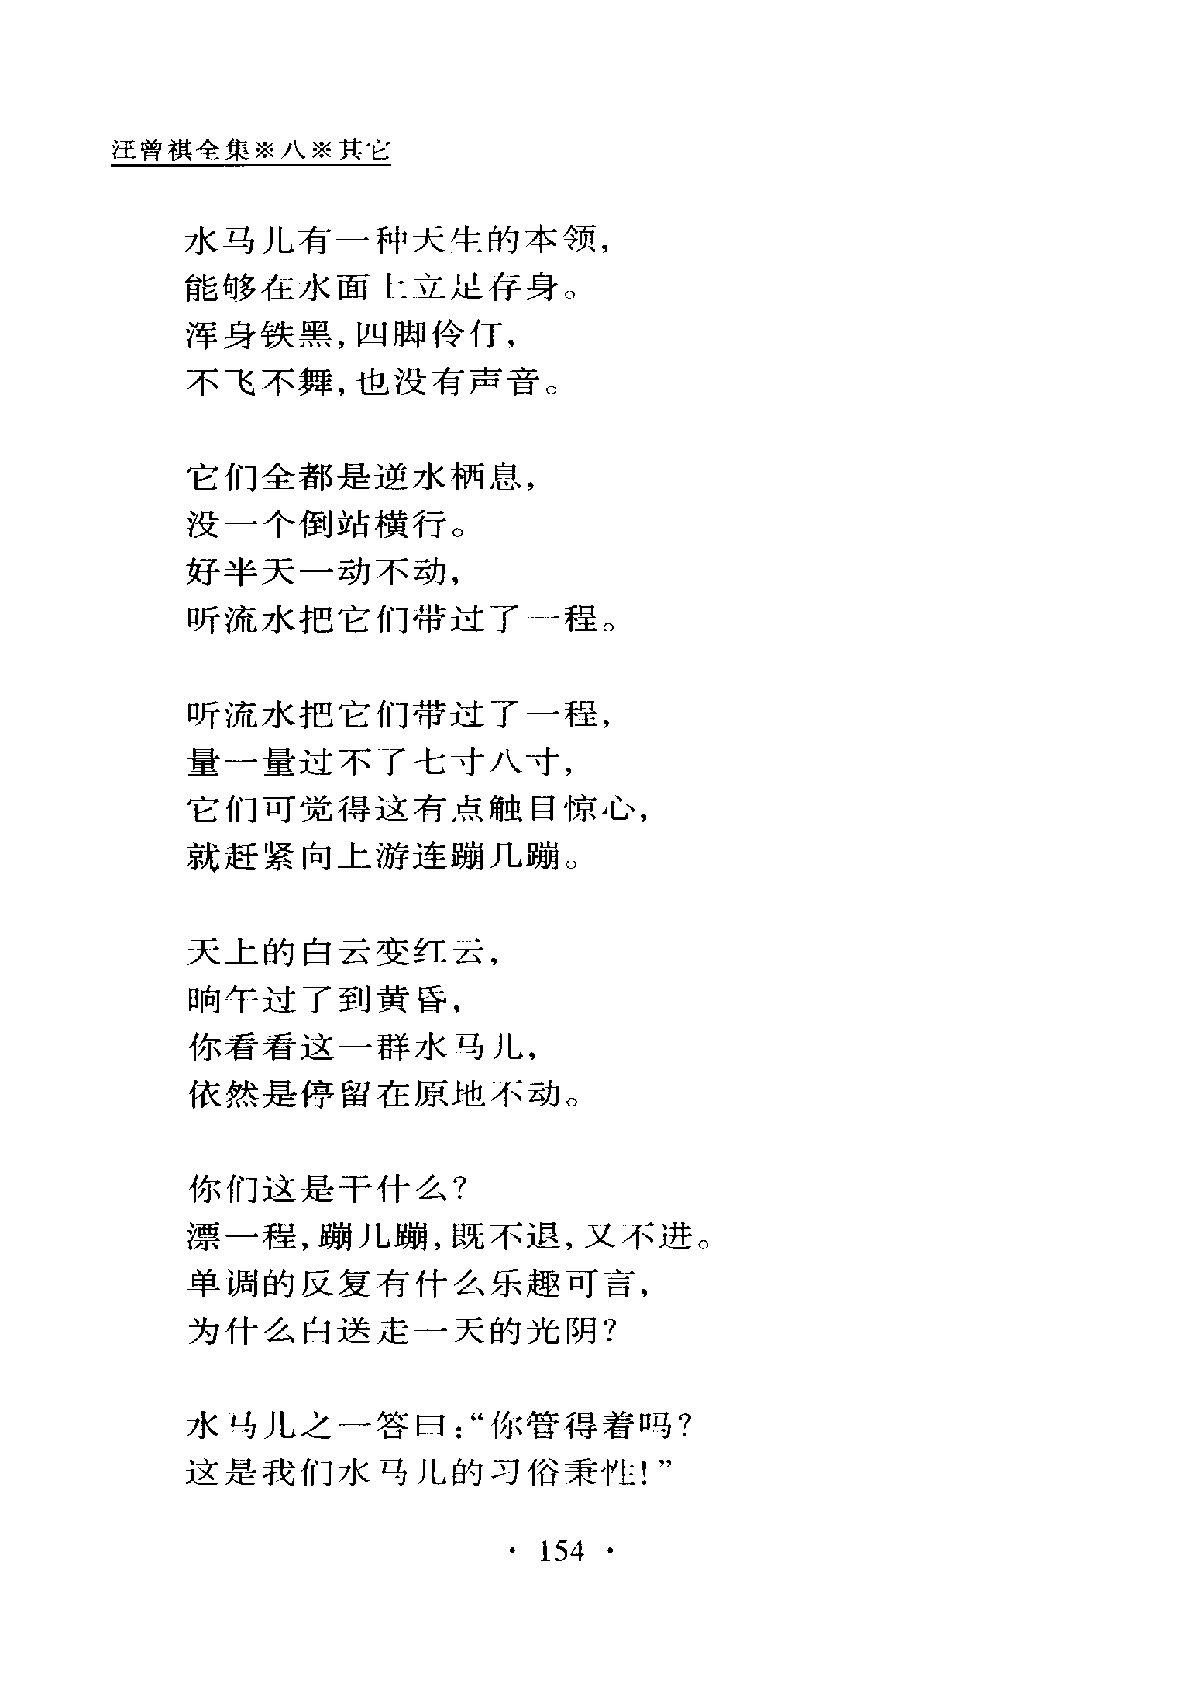 汪曾祺全集※八※其它
水马儿有一种天生的本领，
能够在水面上立足存身。
浑身铁黑，四脚伶仃，
不飞不舞，也没有声音。
它们全都是逆水栖息，
没一个倒站横行。
好半天一动不动，
听流水把它们带过了一程。
听流水把它们带过了一程，
量一量过不了七寸八寸，
它们可觉得这有点触目惊心，
就赶紧向上游连蹦几蹦。
天上的白云变红云，
晌午过了到黄昏，
你看看这一群水马儿，
依然是停留在原地不动。
你们这是干什么？
漂一程，蹦几蹦，既不退，又不进。
单调的反复有什么乐趣可言，
为什么白送走一天的光阴？
水马儿之一答曰：“你管得着吗？
这是我们水马儿的习俗秉性！”
· 154 ·